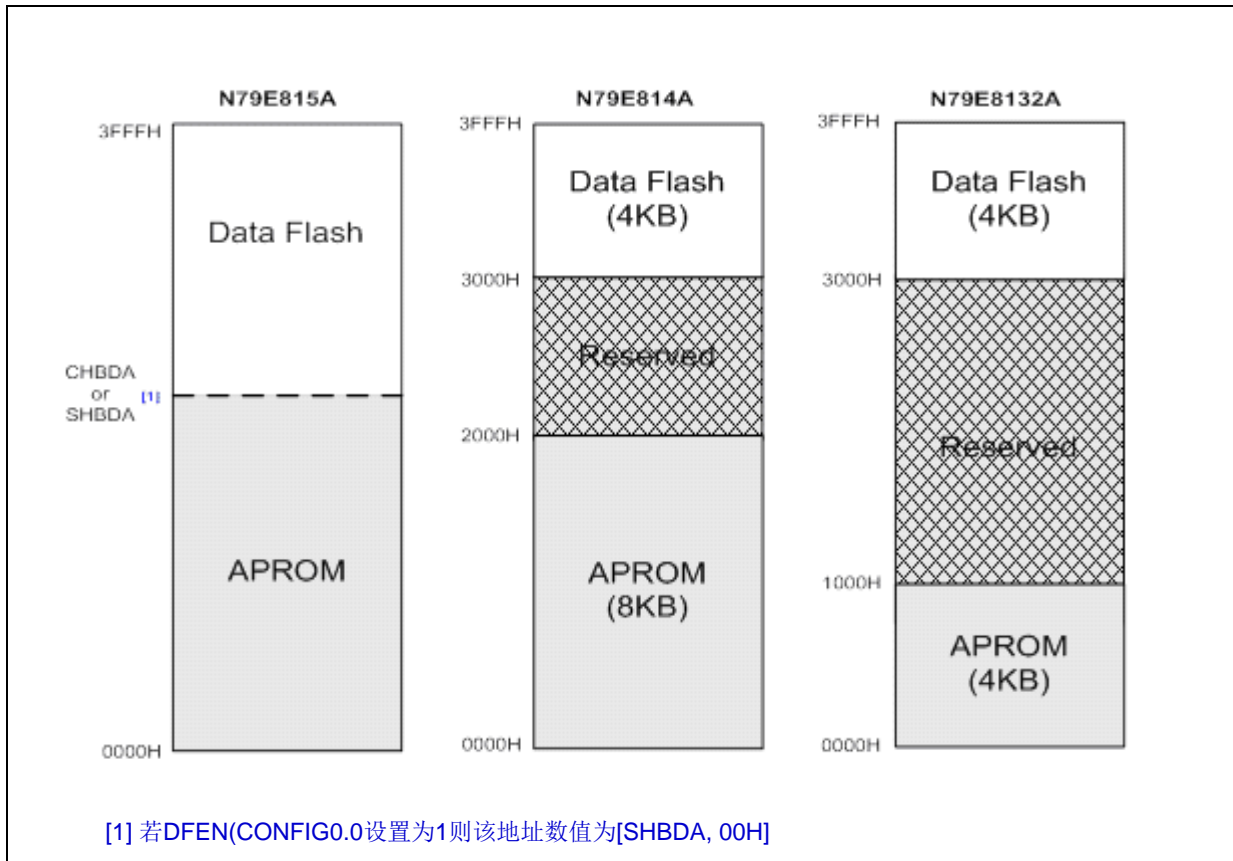 N79E815A
3FFFH
Data Flash
CHBDA
or
SHBDA
[1]
APROM
0000H
N79E814A
3FFFH
Data Flash
(4KB)
3000H
Reserved
2000H
APROM
(8KB)
0000H
N79E8132A
3FFFH
Data Flash
(4KB)
3000H
Reserved
1000H
APROM
(4KB)
0000H
[1] 若DFEN(CONFIG0.0设置为1则该地址数值为[SHBDA, 00H]